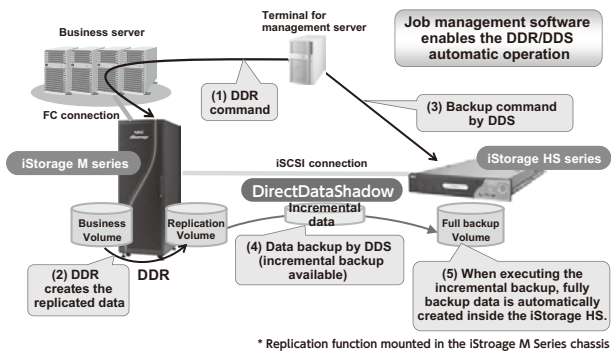 Terminal for
management server
Business server
Job management software
enables the DDR/DDS
automatic operation
(1) DDR
command
(3) Backup command
by DDS
FC connection
NEC
iStorage
iStorage M series
iSCSI connection
iStorage HS series
DirectDataShadow
Incremental
data
Business
Volume
Replication
Volume
Full backup
Volume
(4) Data backup by DDS
(incremental backup
available)
(2) DDR
creates the
replicated data
DDR
(5) When executing the
incremental backup, fully
backup data is automatically
created inside the iStorage HS.
* Replication function mounted in the iStroage M Series chassis